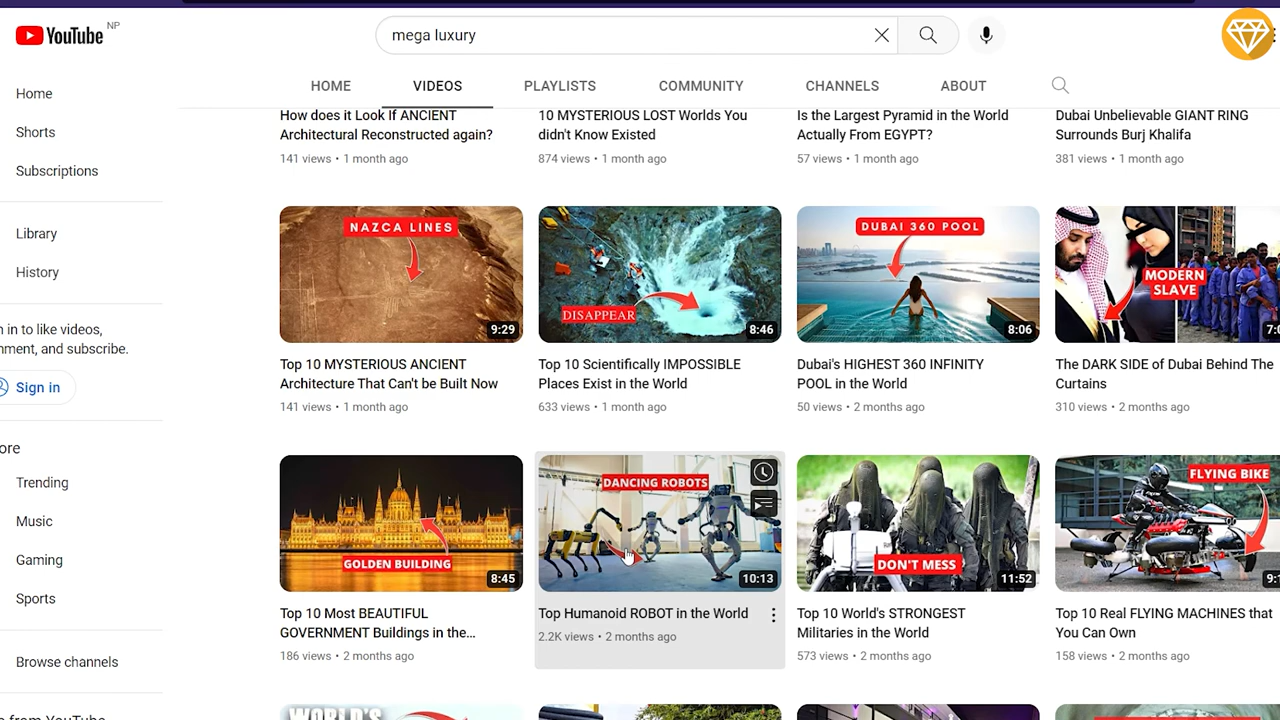 YouTube NP
mega luxury
HOME VIDEOS PLAYLISTS COMMUNITY CHANNELS ABOUT
Home
Shorts
Subscriptions
Library
History
n in to like videos,
nment, and subscribe.
Sign in
ore
Trending
Music
Gaming
Sports
Browse channels
from YouTube
How does it Look If ANCIENT
Architectural Reconstructed again?
141 views • 1 month ago
10 MYSTERIOUS LOST Worlds You
didn't Know Existed
874 views • 1 month ago
Is the Largest Pyramid in the World
Actually From EGYPT?
57 views • 1 month ago
Dubai Unbelievable GIANT RING
Surrounds Burj Khalifa
381 views • 1 month ago
NAZCA LINES
9:29
Top 10 MYSTERIOUS ANCIENT
Architecture That Can't be Built Now
141 views • 1 month ago
DISAPPEAR
8:46
Top 10 Scientifically IMPOSSIBLE
Places Exist in the World
633 views • 1 month ago
DUBAI 360 POOL
8:06
Dubai's HIGHEST 360 INFINITY
POOL in the World
50 views • 2 months ago
MODERN
SLAVE
The DARK SIDE of Dubai Behind The
Curtains
310 views • 2 months ago
GOLDEN BUILDING
8:45
Top 10 Most BEAUTIFUL
GOVERNMENT Buildings in the...
186 views • 2 months ago
DANCING ROBOTS
10:13
Top Humanoid ROBOT in the World
2.2K views • 2 months ago
DON'T MESS
11:52
Top 10 World's STRONGEST
Militaries in the World
573 views • 2 months ago
FLYING BIKE
Top 10 Real FLYING MACHINES that
You Can Own
158 views • 2 months ago
WORLD'S